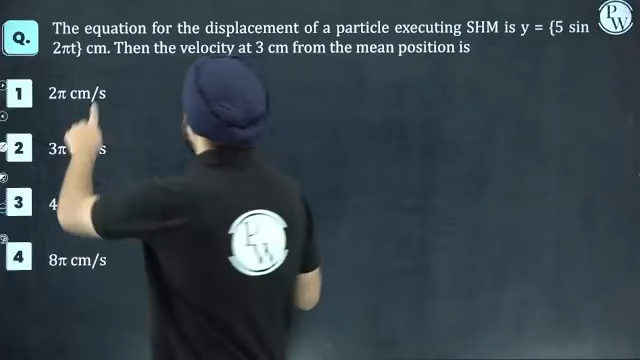 Q. The equation for the displacement of a particle executing SHM is y = {5 sin
2πt} cm. Then the velocity at 3 cm from the mean position is
1 2π cm/s
2 3π s
3 4
4 8π cm/s
PW
PW